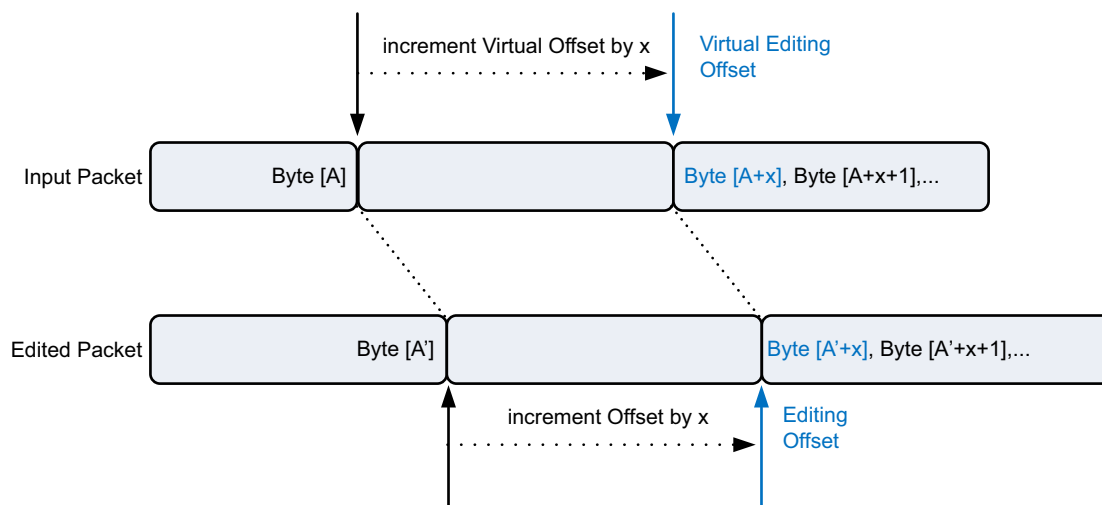 increment Virtual Offset by x
Virtual Editing
Offset
Input Packet
Byte [A]
Byte [A+x], Byte [A+x+1],...
Edited Packet
Byte [A’]
Byte [A’+x], Byte [A’+x+1],...
increment Offset by x
Editing
Offset